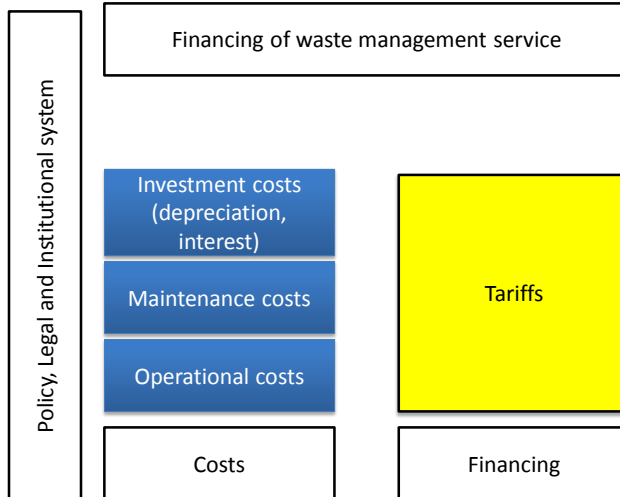 Financing of waste management service
Policy, Legal and Institutional system
Investment costs
(depreciation,
interest)
Maintenance costs
Operational costs
Tariffs
Costs
Financing